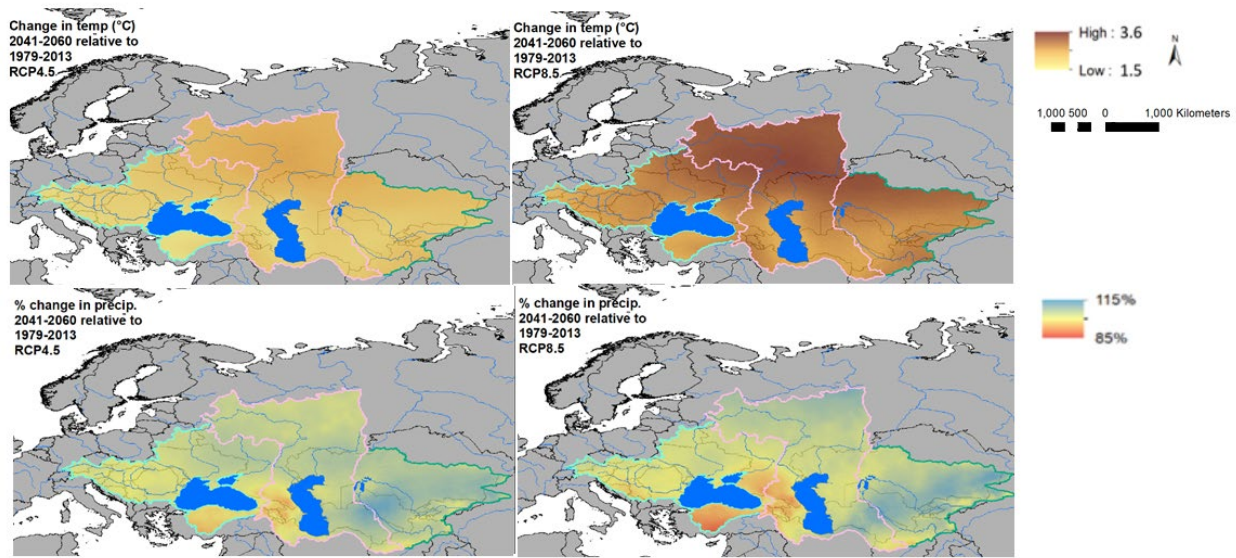 Change in temp (°C)
2041-2060 relative to
1979-2013
RCP4.5
Change in temp (°C)
2041-2060 relative to
1979-2013
RCP8.5
High : 3.6
Low : 1.5
N
1,000 500 0 1,000 Kilometers
% change in precip.
2041-2060 relative to
1979-2013
RCP4.5
% change in precip.
2041-2060 relative to
1979-2013
RCP8.5
115%
85%